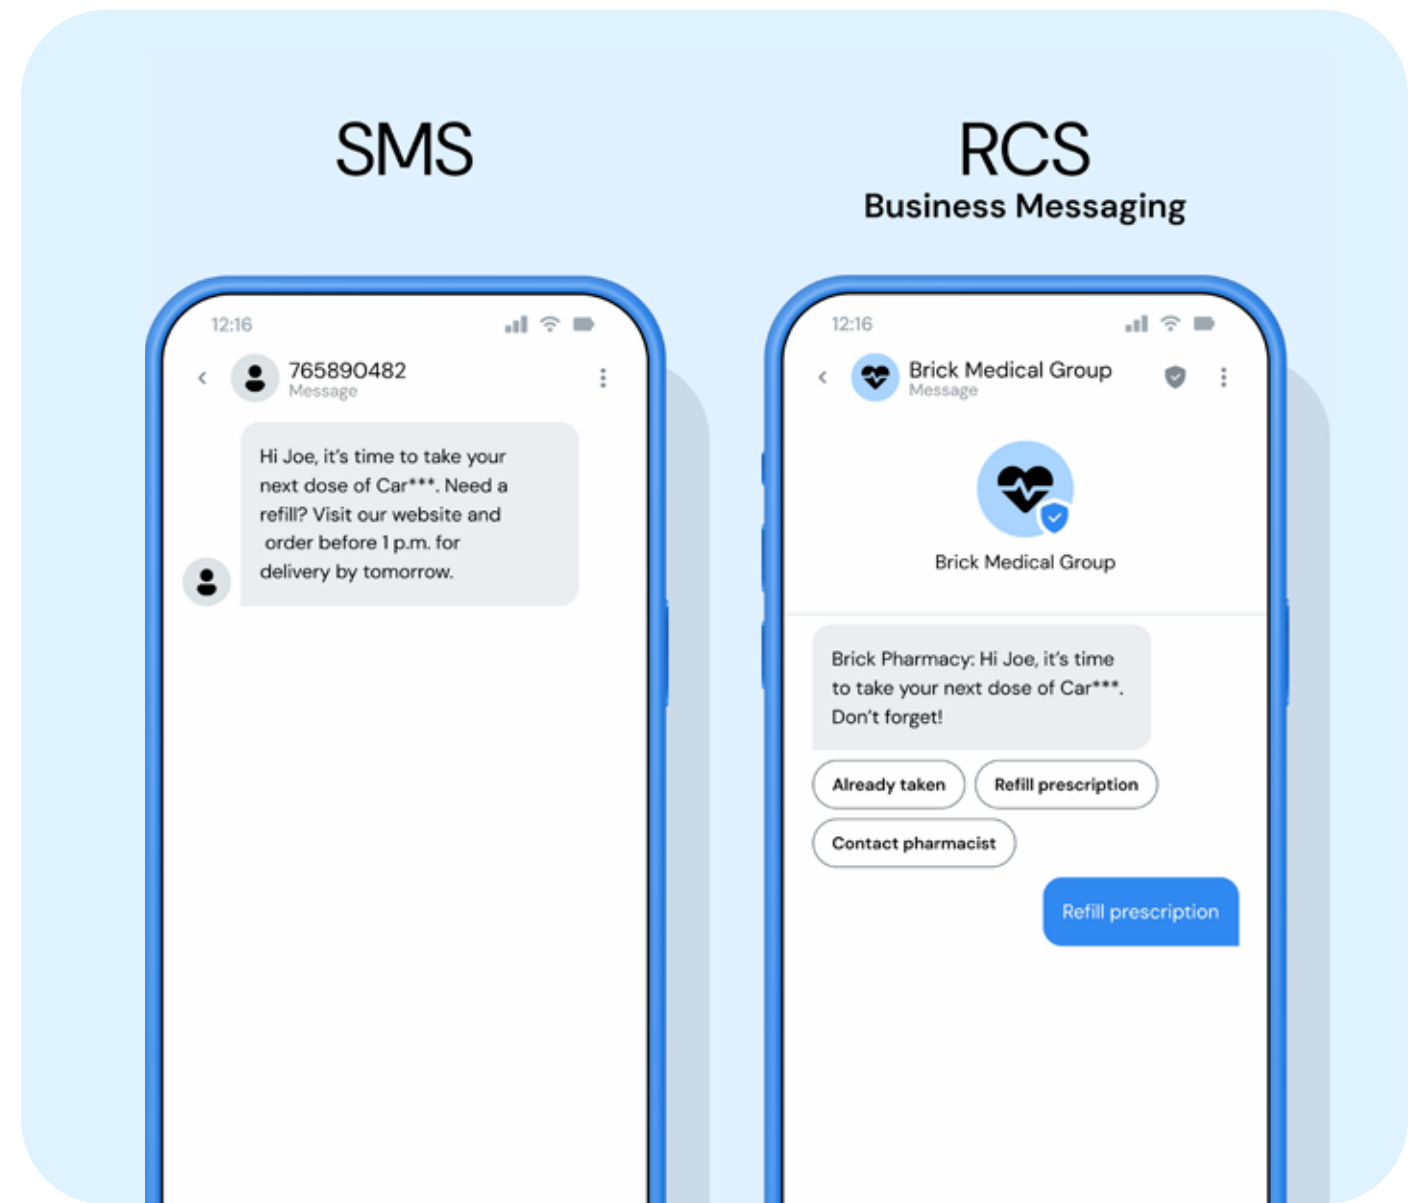 SMS
RCS
Business Messaging
12:16
765890482
Message
Hi Joe, it's time to take your
next dose of Car***. Need a
refill? Visit our website and
order before 1 p.m. for
delivery by tomorrow.
12:16
Brick Medical Group
Message
Brick Medical Group
Brick Pharmacy: Hi Joe, it's time
to take your next dose of Car***.
Don't forget!
Already taken
Refill prescription
Contact pharmacist
Refill prescription